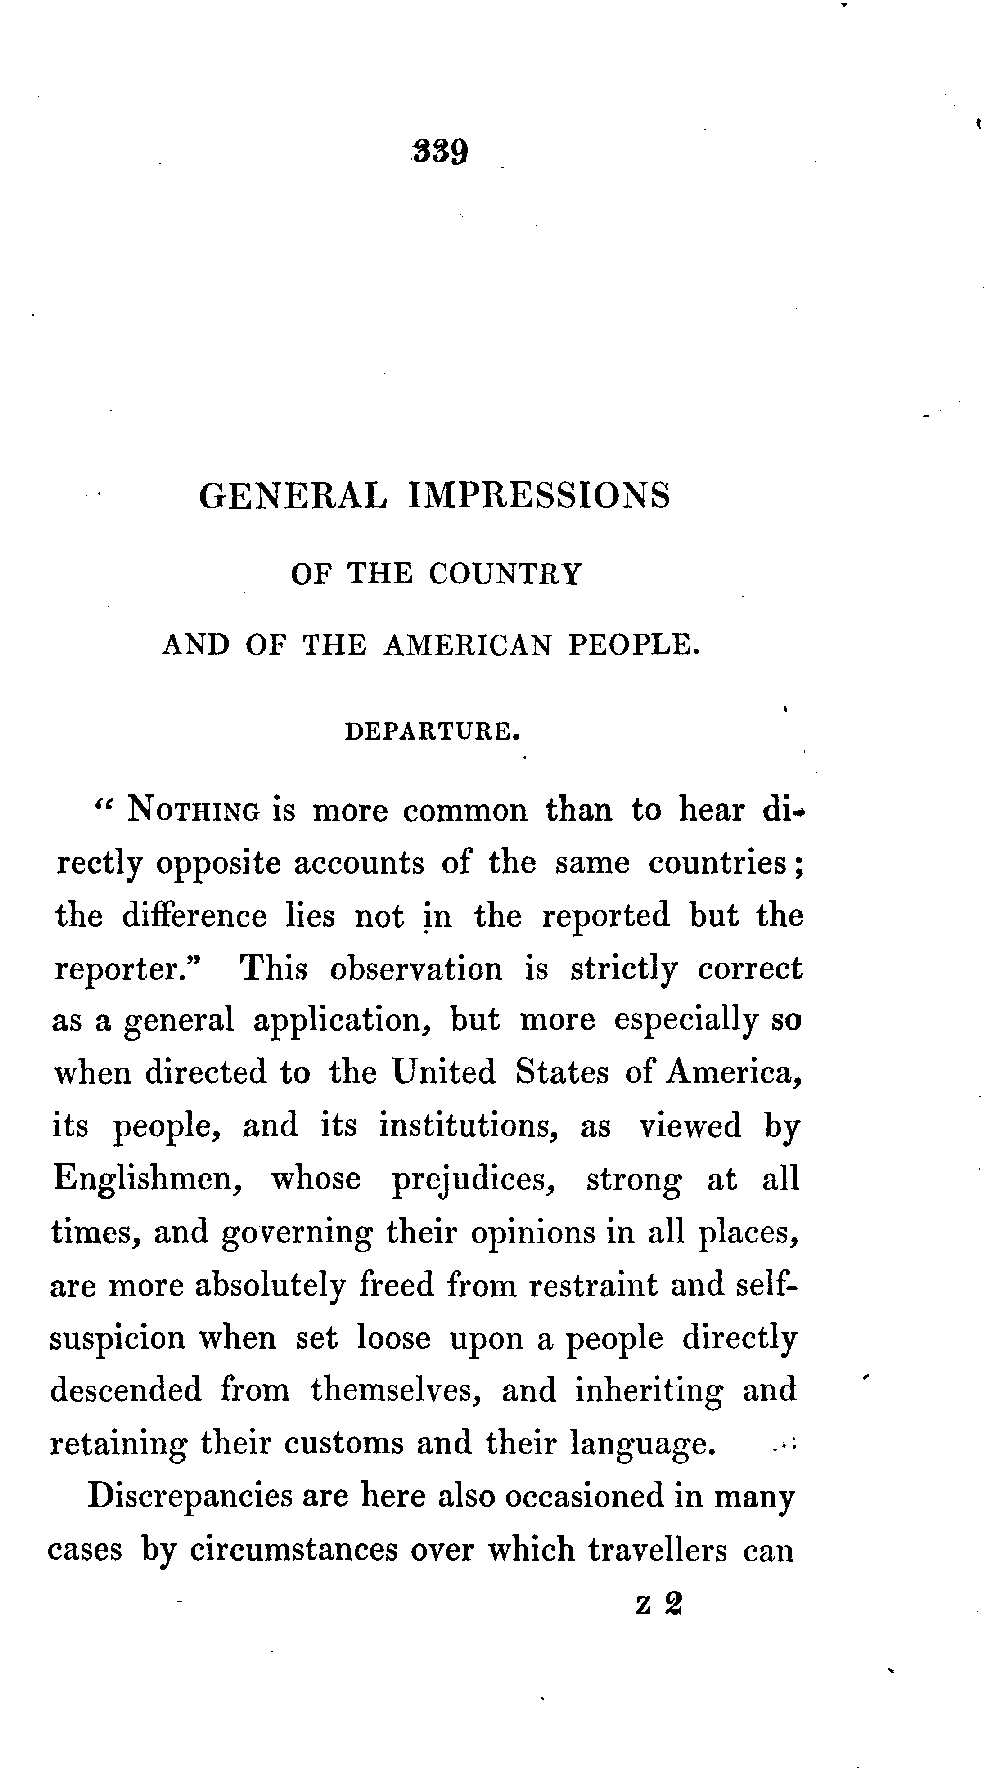 339
GENERAL IMPRESSIONS
OF THE COUNTRY
AND OF THE AMERICAN PEOPLE.
DEPARTURE.
“ NOTHING is more common than to hear di-
rectly opposite accounts of the same countries;
the difference lies not in the reported but the
reporter.” This observation is strictly correct
as a general application, but more especially so
when directed to the United States of America,
its people, and its institutions, as viewed by
Englishmen, whose prejudices, strong at all
times, and governing their opinions in all places,
are more absolutely freed from restraint and self-
suspicion when set loose upon a people directly
descended from themselves, and inheriting and
retaining their customs and their language.
Discrepancies are here also occasioned in many
cases by circumstances over which travellers can
z 2